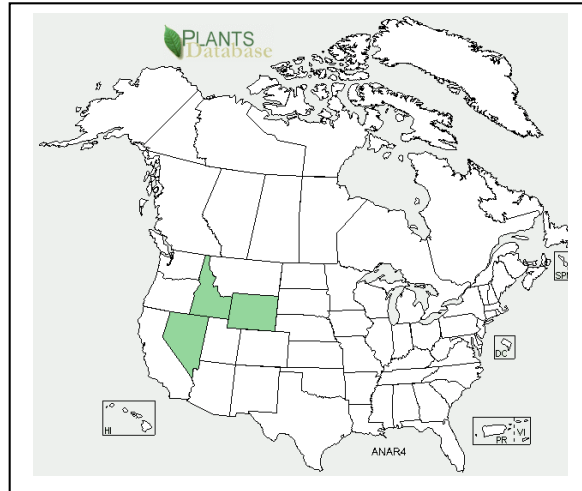 PLANTS
Database
SPM
DC
HI
PR
VI
ANAR4